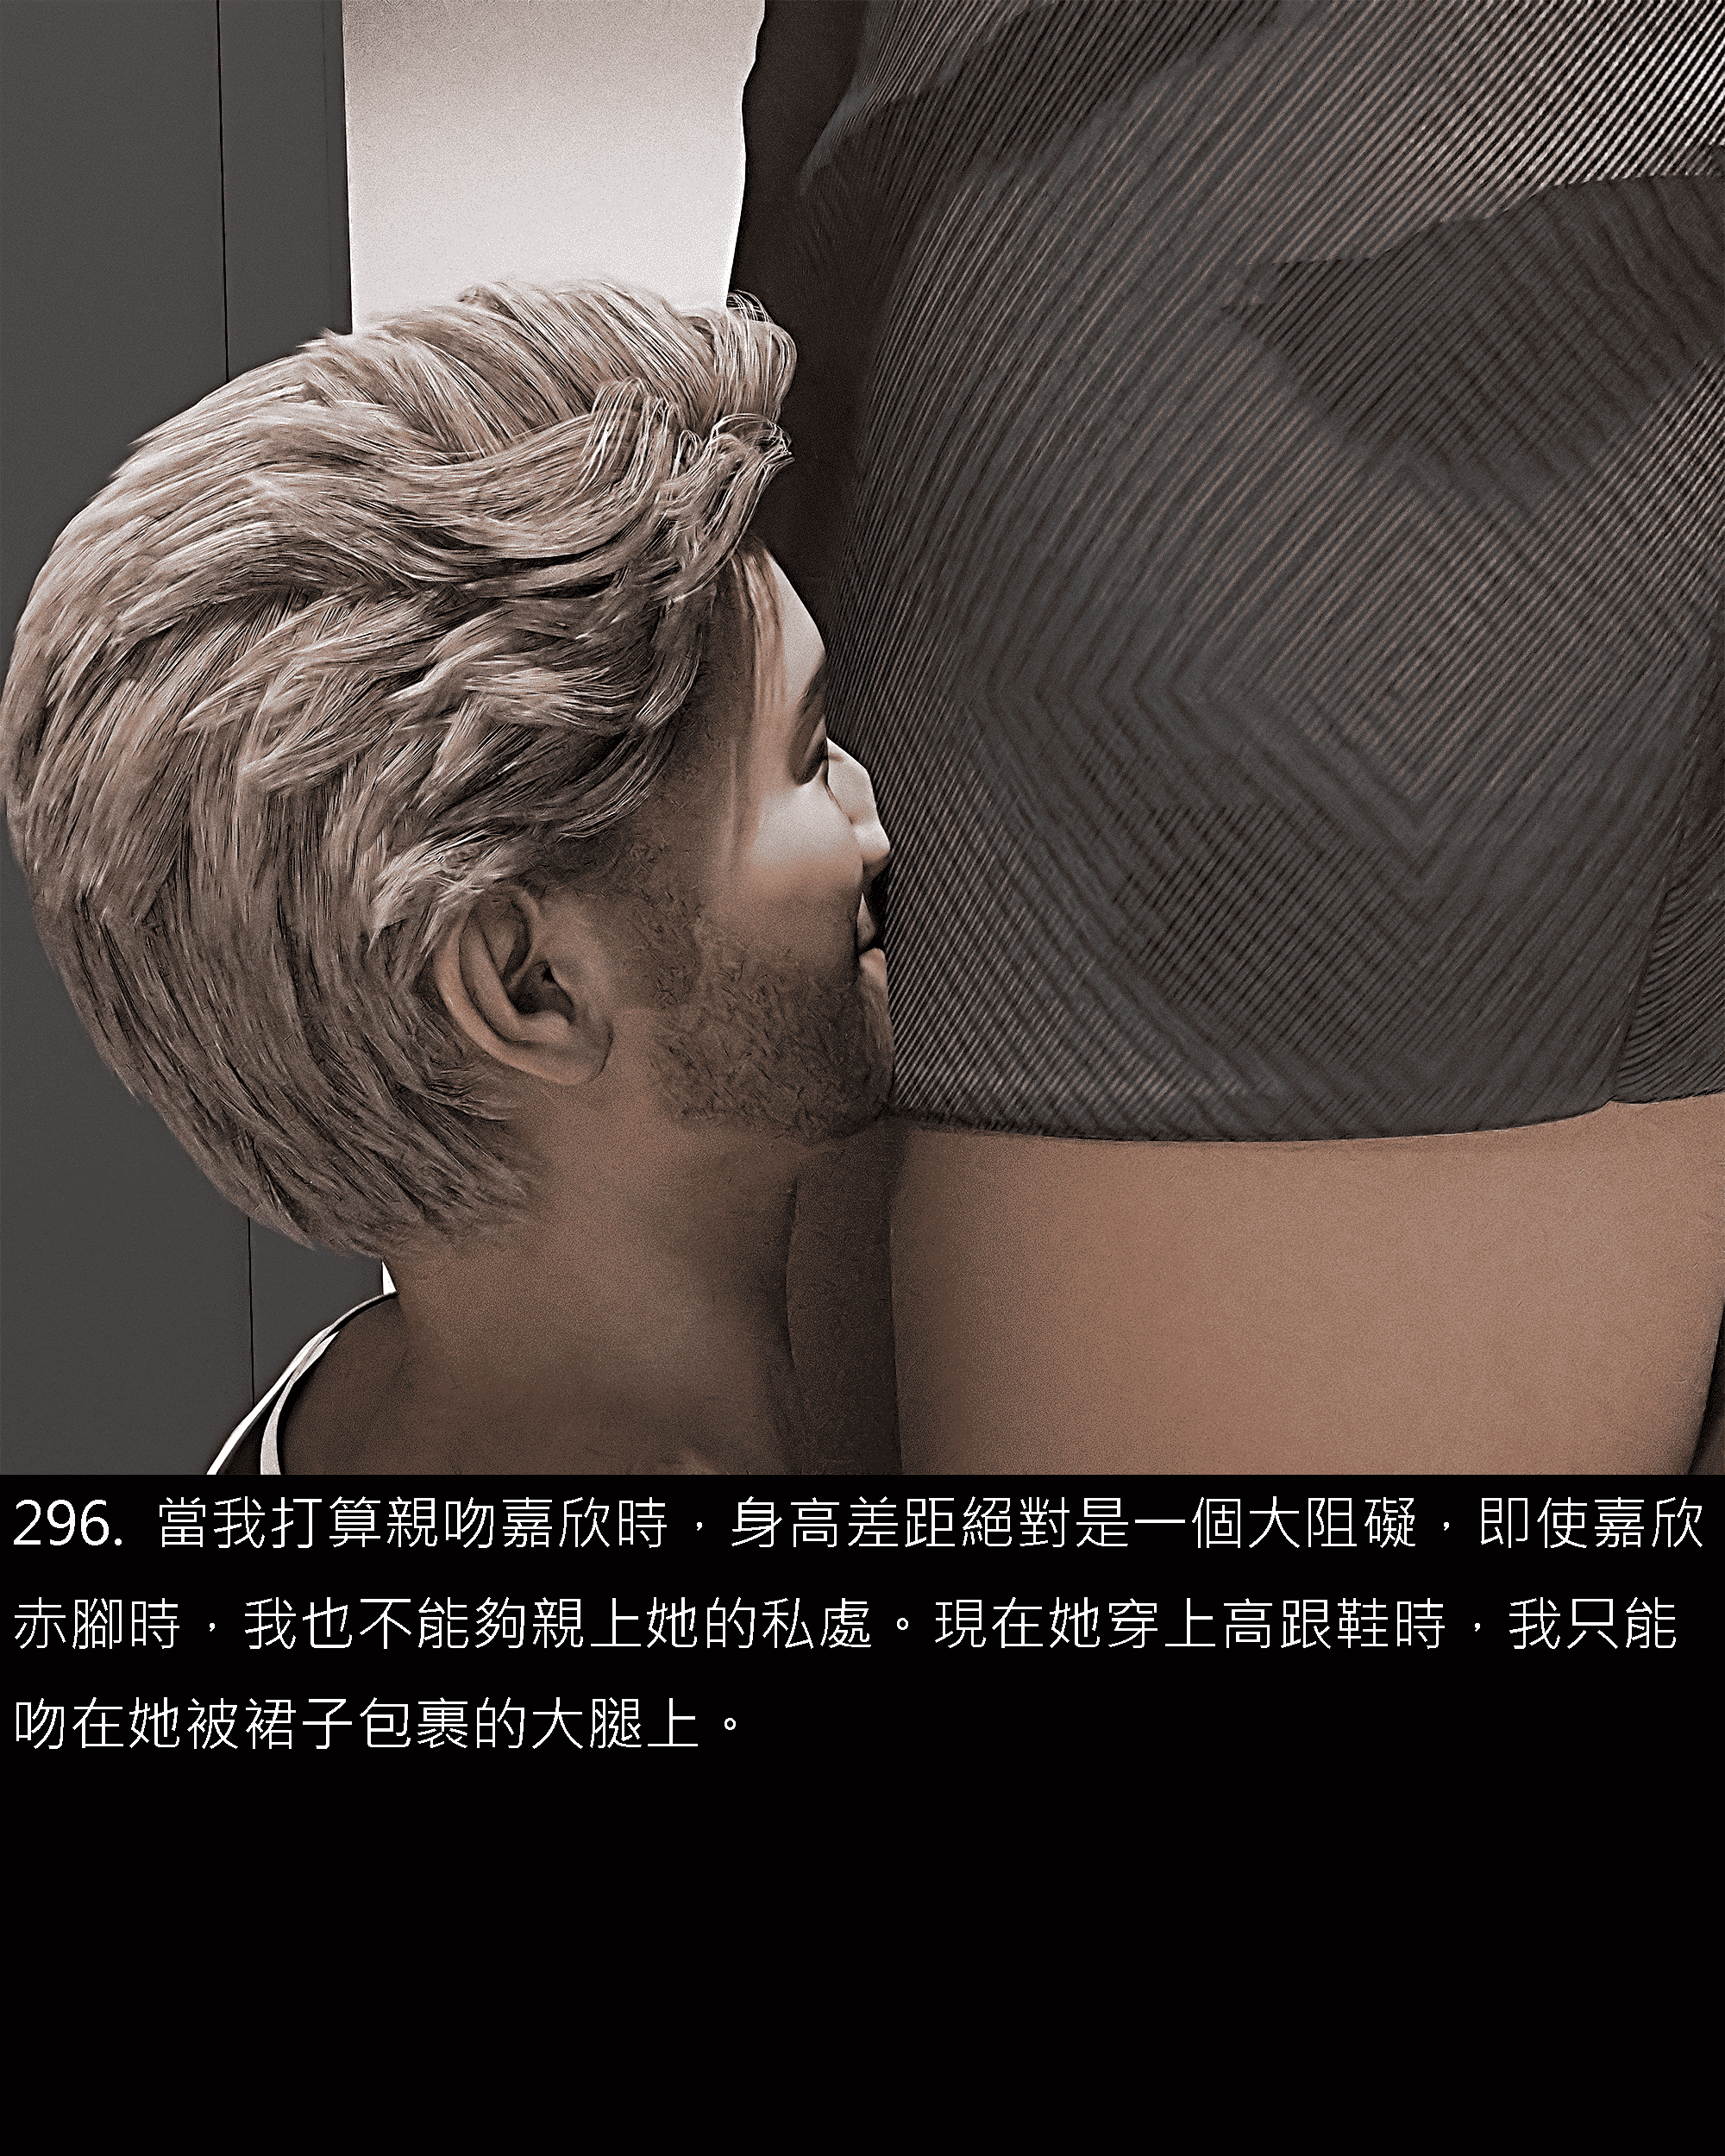 296. 當我打算親吻嘉欣時，身高差距絕對是一個大阻礙，即使嘉欣
赤腳時，我也不能夠親上她的私處。現在她穿上高跟鞋時，我只能
吻在她被裙子包裹的大腿上。